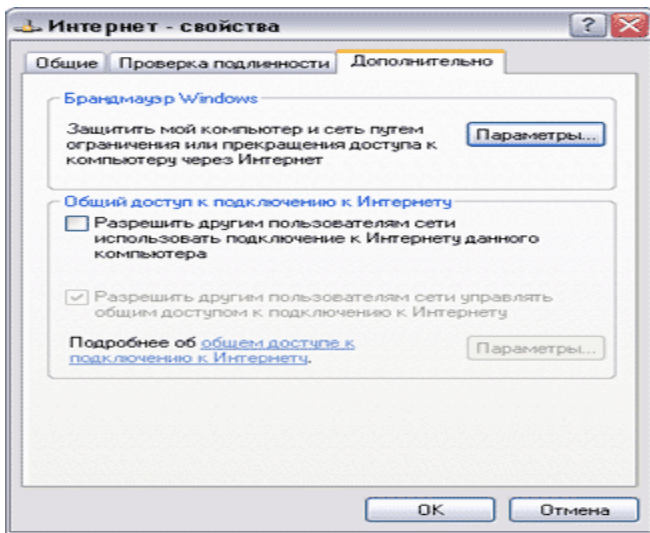 Интернет - свойства
Общие Проверка подлинности Дополнительно
Брандмауэр Windows
Защитить мой компьютер и сеть путем
ограничения или прекращения доступа к
компьютеру через Интернет
Параметры...
Общий доступ к подключению к Интернету
Разрешить другим пользователям сети
использовать подключение к Интернету данного
компьютера
Разрешить другим пользователям сети управлять
общим доступом к подключению к Интернету
Подробнее об общем доступе к
подключению к Интернету.
Параметры...
OK Отмена